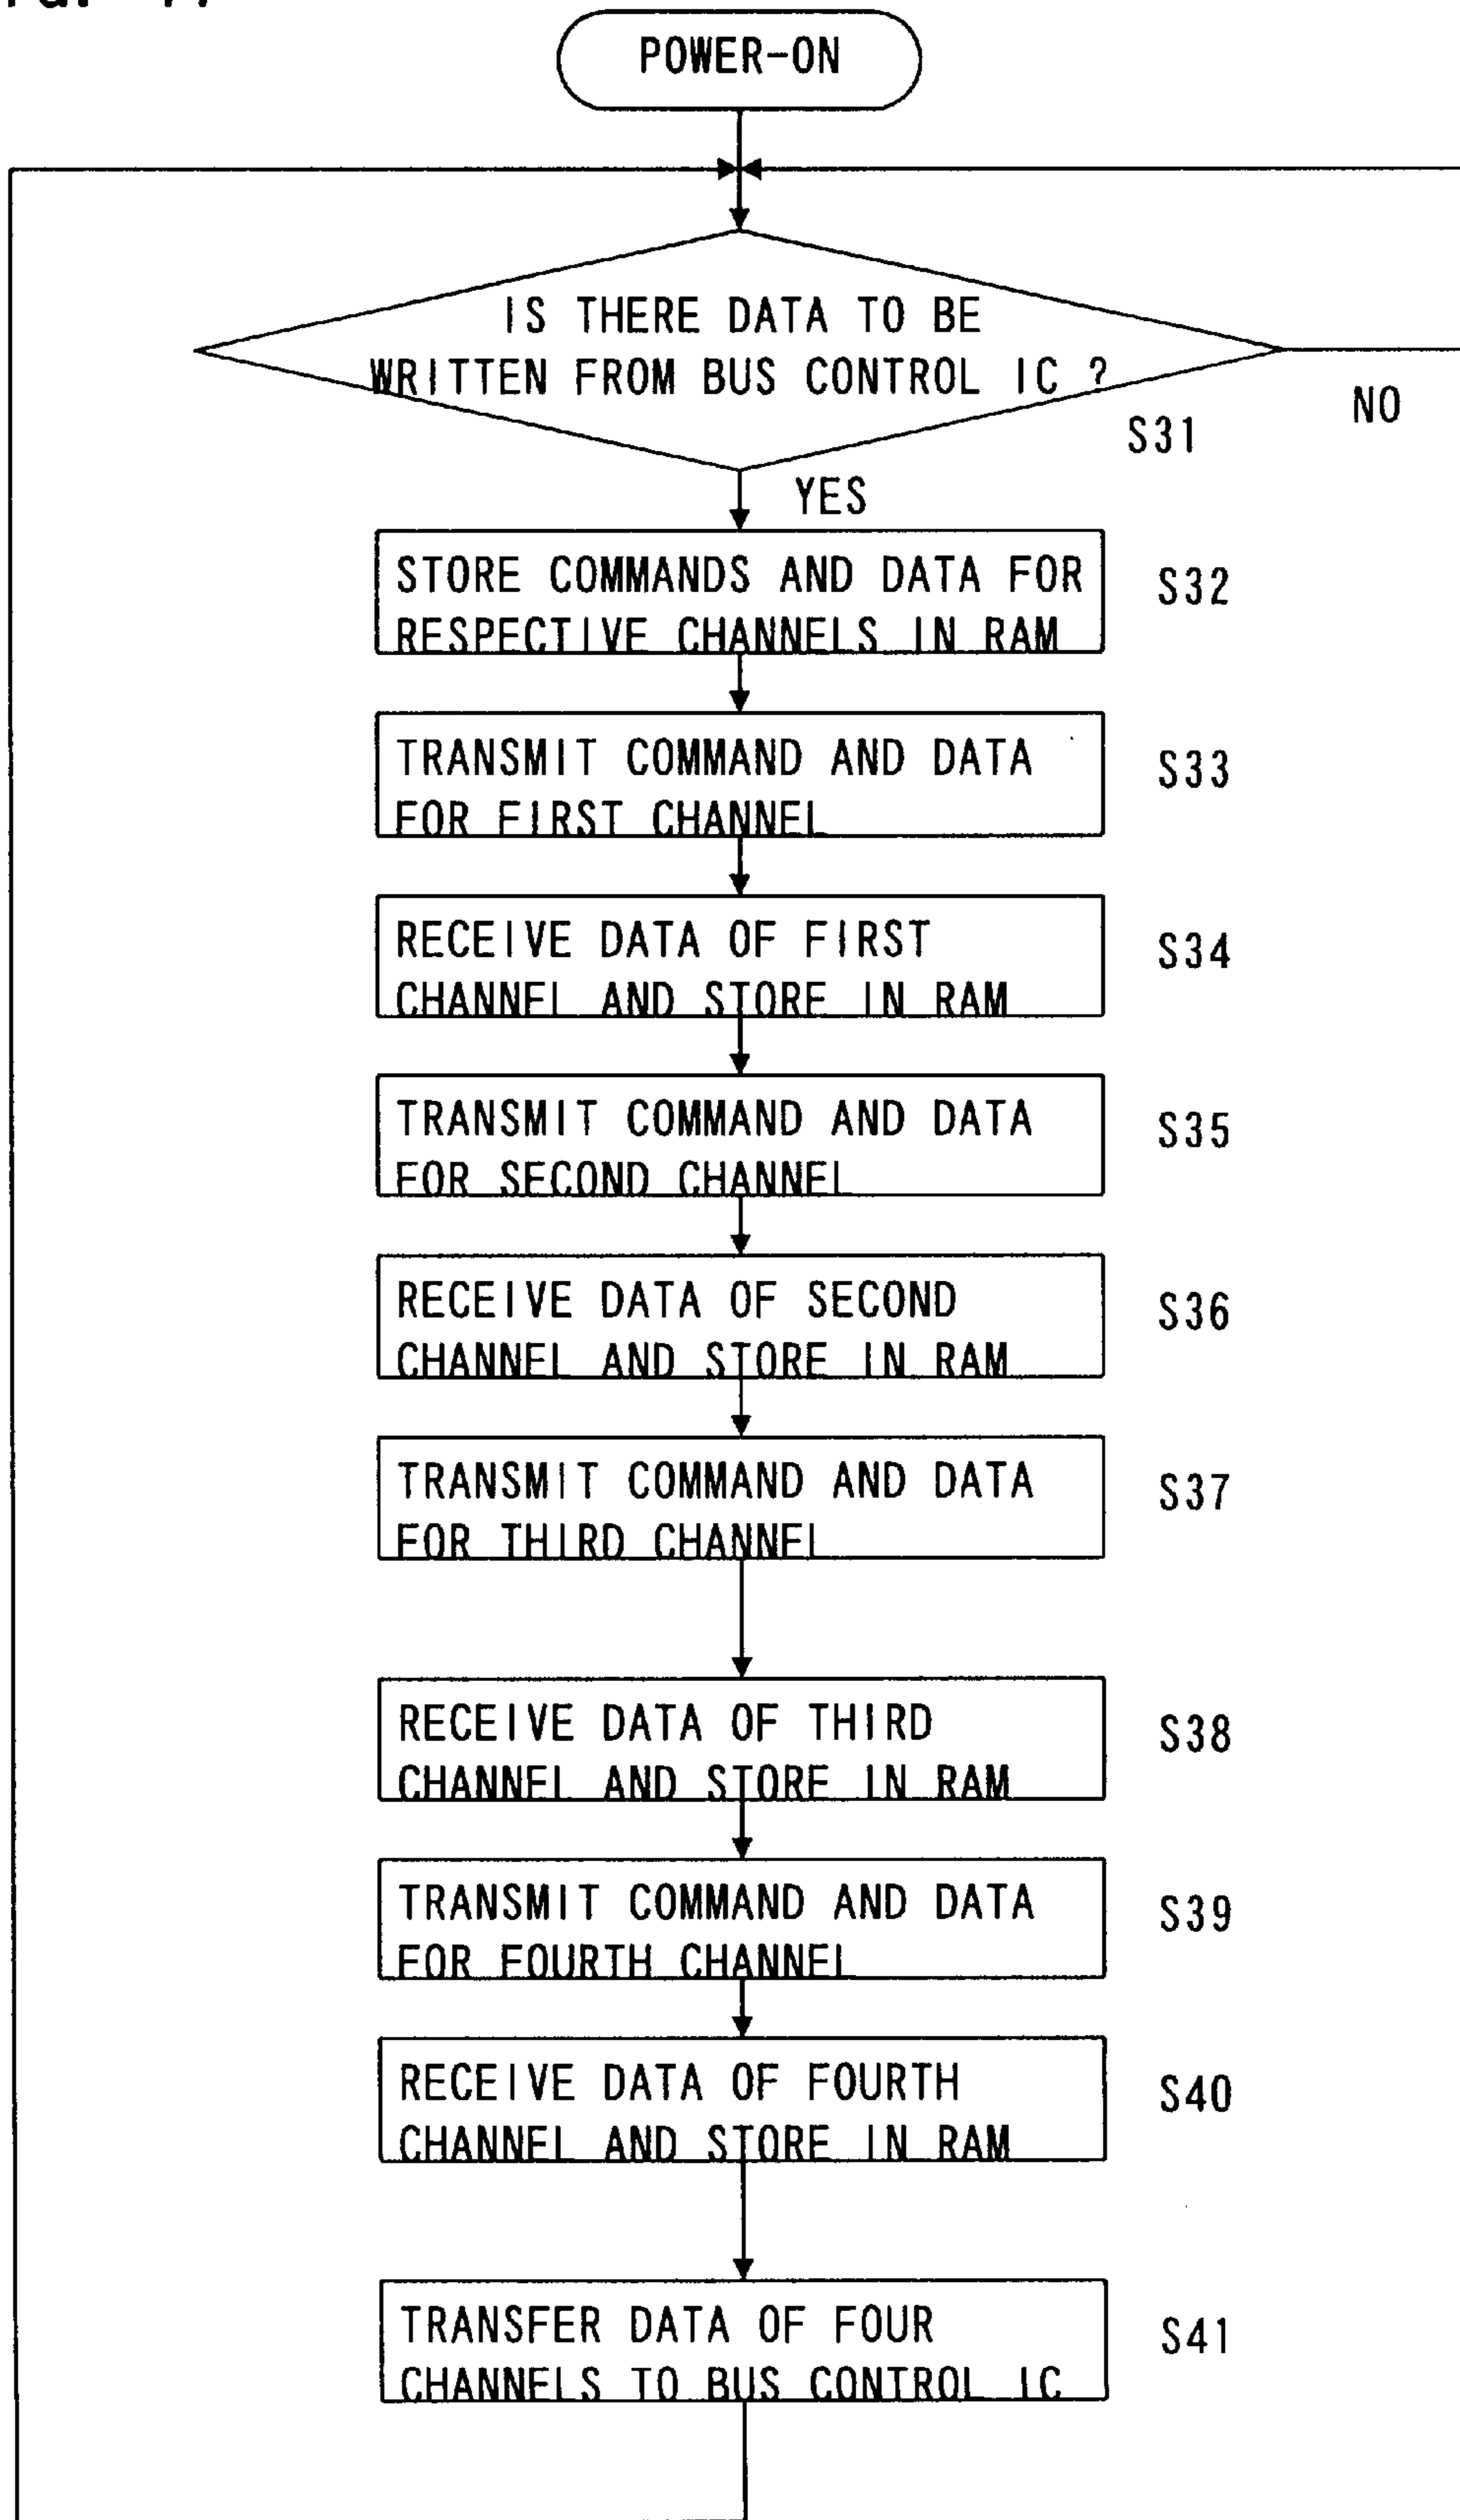 POWER-ON
IS THERE DATA TO BE
WRITTEN FROM BUS CONTROL IC ?
NO
S31
YES
STORE COMMANDS AND DATA FOR
RESPECTIVE CHANNELS IN RAM
S32
TRANSMIT COMMAND AND DATA
FOR FIRST CHANNEL
S33
RECEIVE DATA OF FIRST
CHANNEL AND STORE IN RAM
S34
TRANSMIT COMMAND AND DATA
FOR SECOND CHANNEL
S35
RECEIVE DATA OF SECOND
CHANNEL AND STORE IN RAM
S36
TRANSMIT COMMAND AND DATA
FOR THIRD CHANNEL
S37
RECEIVE DATA OF THIRD
CHANNEL AND STORE IN RAM
S38
TRANSMIT COMMAND AND DATA
FOR FOURTH CHANNEL
S39
RECEIVE DATA OF FOURTH
CHANNEL AND STORE IN RAM
S40
TRANSFER DATA OF FOUR
CHANNELS TO BUS CONTROL IC
S41